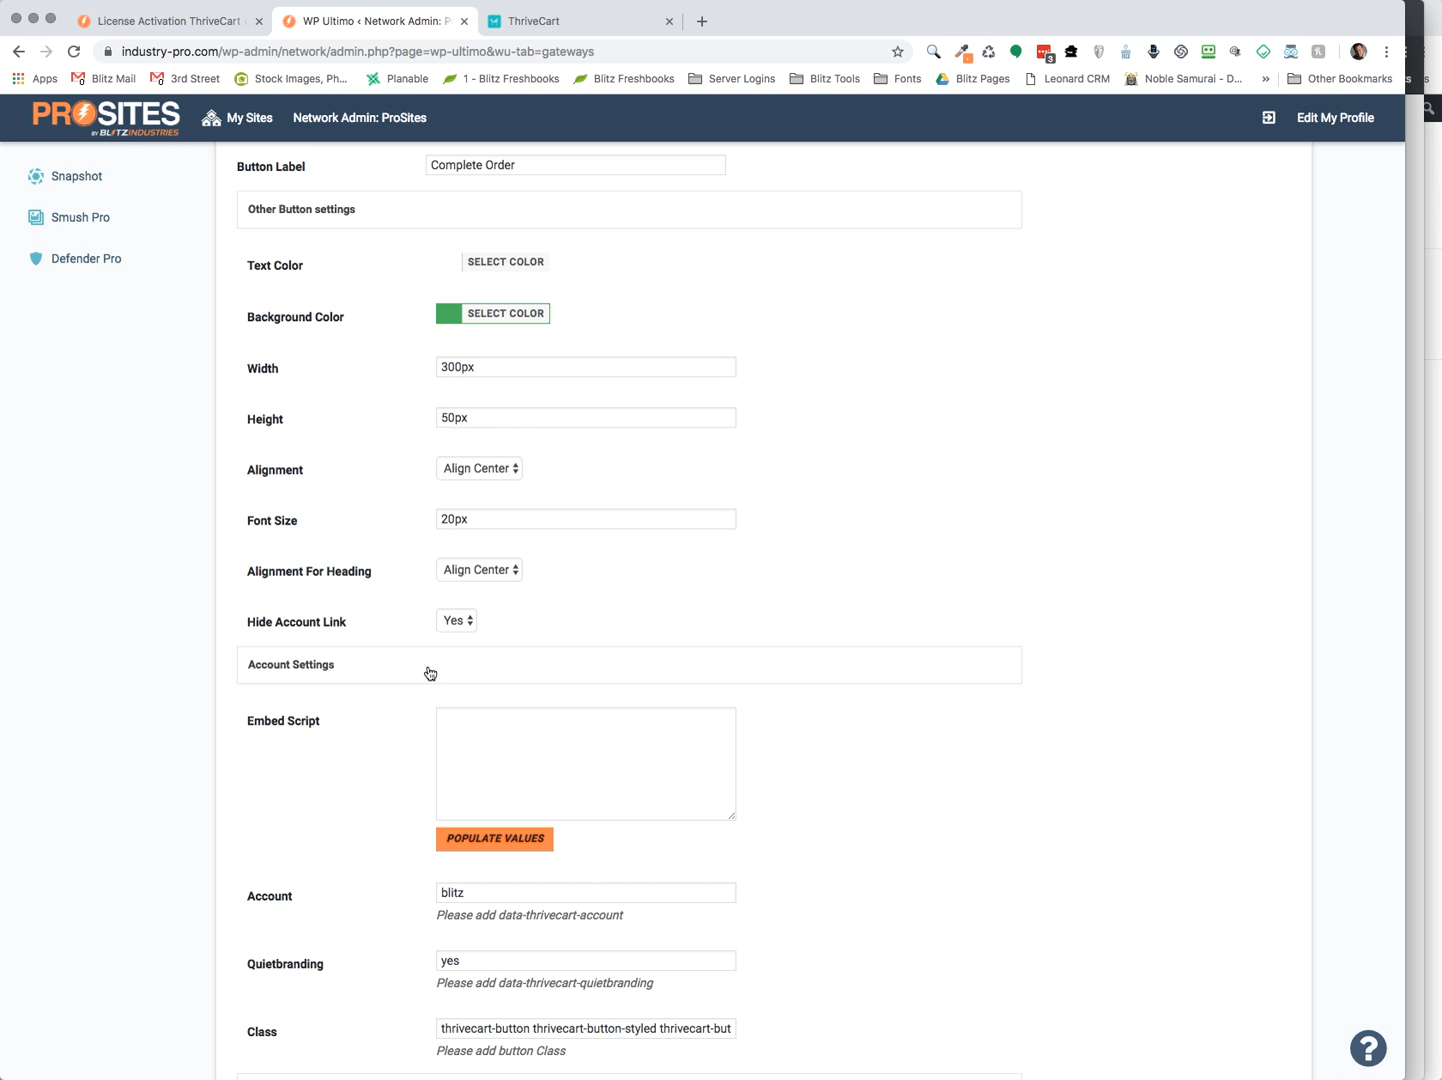 License Activation ThriveCart
WP Ultimo ‹ Network Admin: P
ThriveCart
industry-pro.com/wp-admin/network/admin.php?page=wp-ultimo&wu-tab=gateways
3
Apps
Blitz Mail
3rd Street
Stock Images, Ph...
Planable
1 - Blitz Freshbooks
Blitz Freshbooks
Server Logins
Blitz Tools
Fonts
Blitz Pages
Leonard CRM
Noble Samurai - D...
»
Other Bookmarks
PROSITES
BY BLITZINDUSTRIES
My Sites
Network Admin: ProSites
Edit My Profile
Snapshot
Smush Pro
Defender Pro
Button Label
Complete Order
Other Button settings
Text Color
SELECT COLOR
Background Color
SELECT COLOR
Width
300px
Height
50px
Alignment
Align Center
Font Size
20px
Alignment For Heading
Align Center
Hide Account Link
Yes
Account Settings
Embed Script
POPULATE VALUES
Account
blitz
Please add data-thrivecart-account
Quietbranding
yes
Please add data-thrivecart-quietbranding
Class
thrivecart-button thrivecart-button-styled thrivecart-but
Please add button Class
?